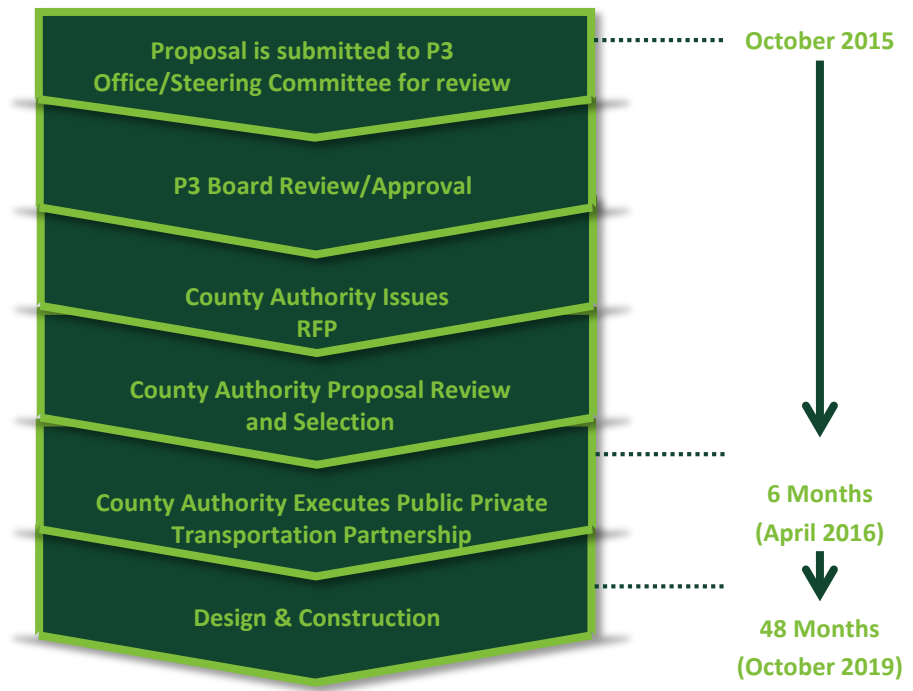 Proposal is submitted to P3
Office/Steering Committee for review
October 2015
P3 Board Review/Approval
County Authority Issues
RFP
County Authority Proposal Review
and Selection
County Authority Executes Public Private
Transportation Partnership
6 Months
(April 2016)
Design & Construction
48 Months
(October 2019)